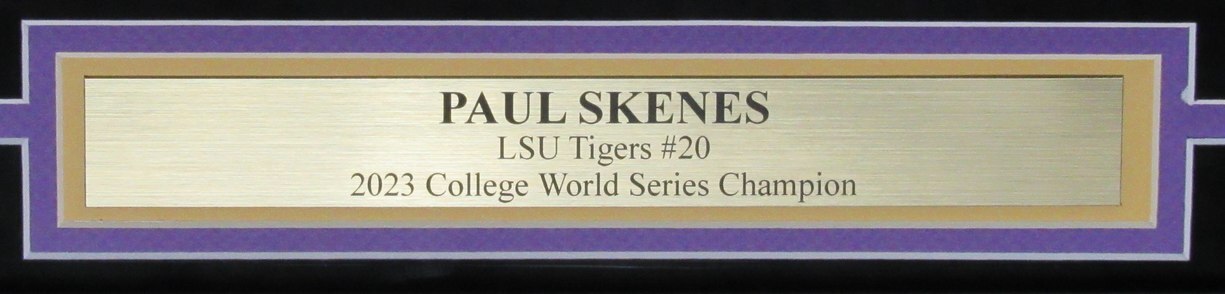 PAUL SKENES
LSU Tigers #20
2023 College World Series Champion